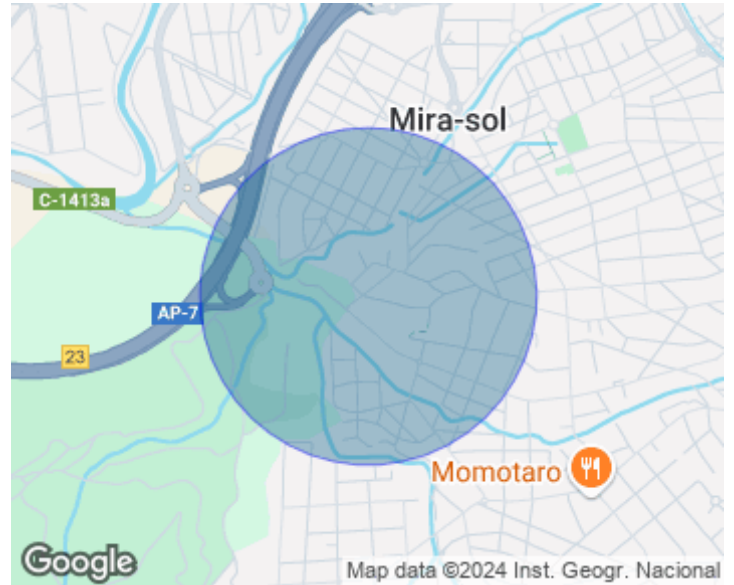 Mira-sol
C-1413a
AP-7
23
Momotaro
Google
Map data ©2024 Inst. Geogr. Nacional